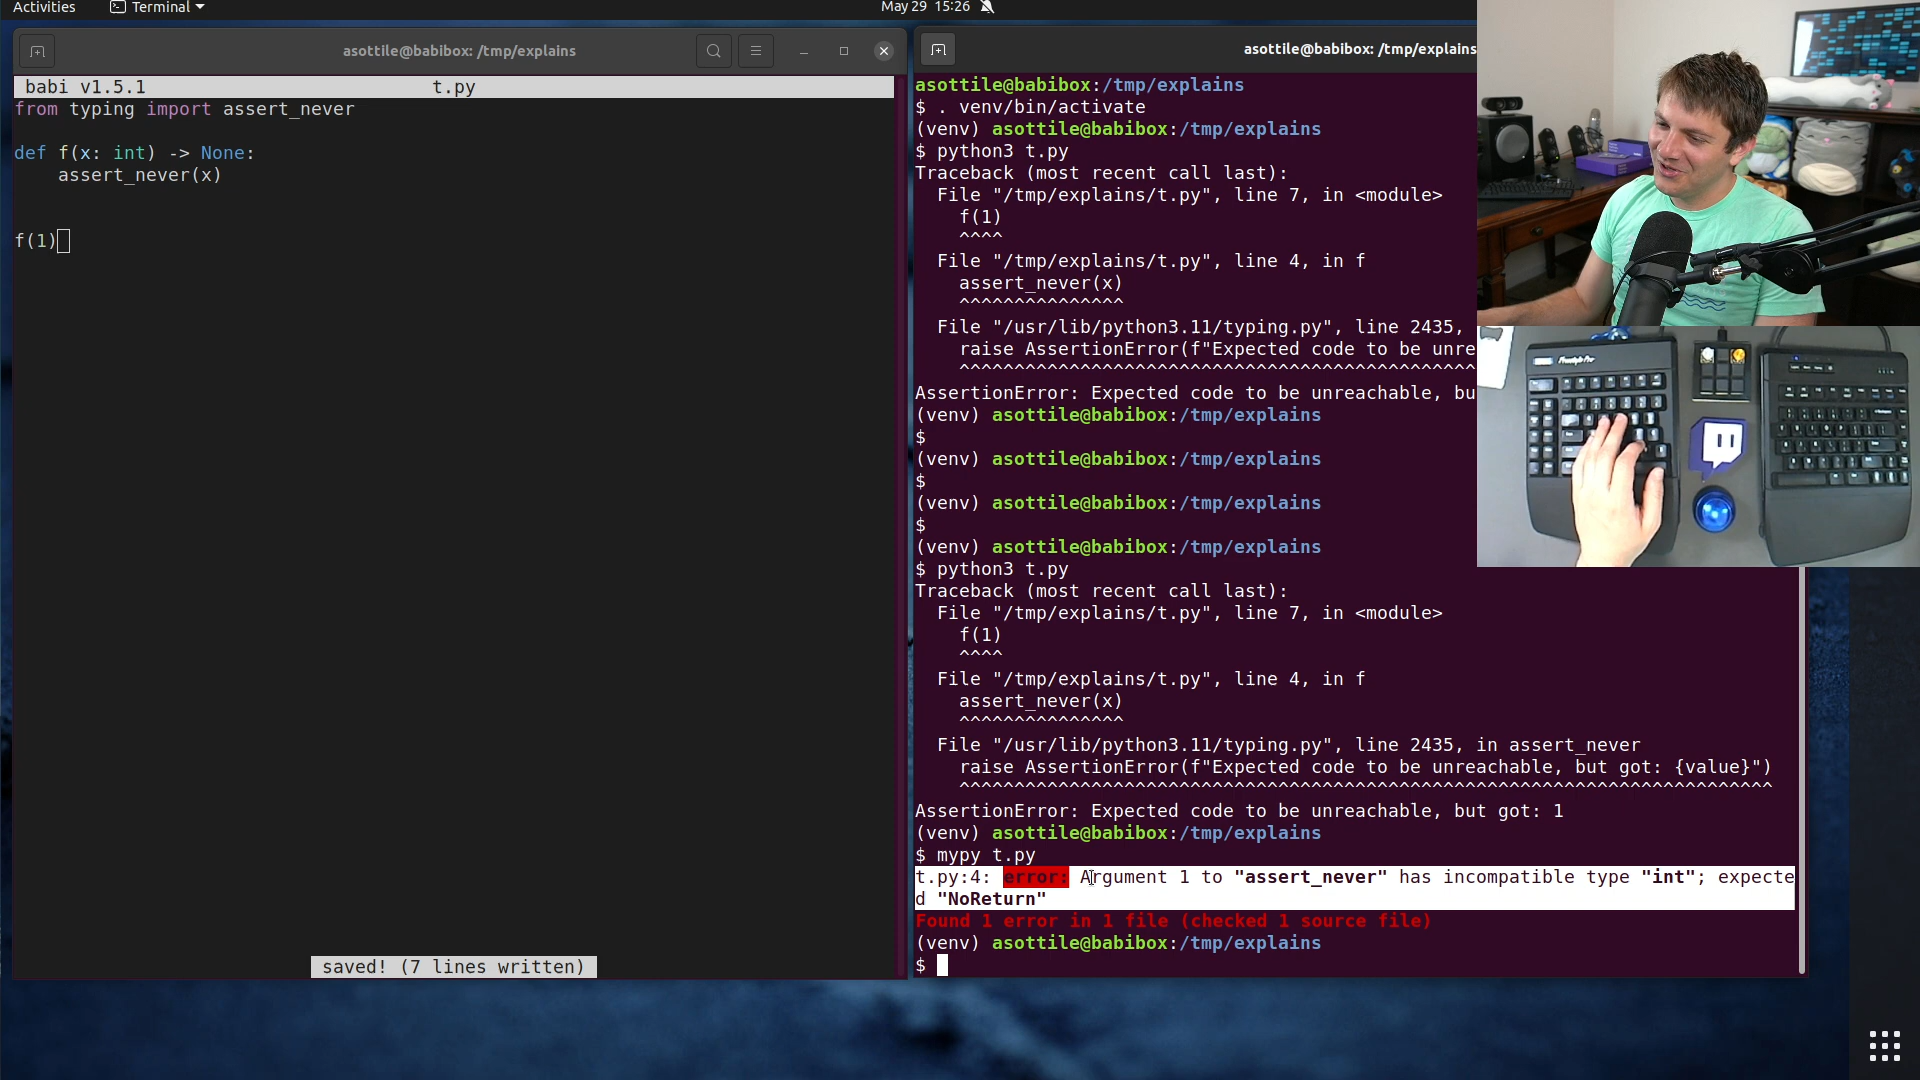 Activities
Terminal
May 29 15:26
asottile@babibox: /tmp/explains
babi v1.5.1 t.py
from typing import assert_never
def f(x: int) -> None:
    assert_never(x)
f(1)
saved! (7 lines written)
asottile@babibox: /tmp/explains
asottile@babibox:/tmp/explains
$ . venv/bin/activate
(venv) asottile@babibox:/tmp/explains
$ python3 t.py
Traceback (most recent call last):
  File "/tmp/explains/t.py", line 7, in <module>
    f(1)
    ^^^^
  File "/tmp/explains/t.py", line 4, in f
    assert_never(x)
    ^^^^^^^^^^^^^^^
  File "/usr/lib/python3.11/typing.py", line 2435,
    raise AssertionError(f"Expected code to be unre
    ^^^^^^^^^^^^^^^^^^^^^^^^^^^^^^^^^^^^^^^^^^^^^^^
AssertionError: Expected code to be unreachable, bu
(venv) asottile@babibox:/tmp/explains
$
(venv) asottile@babibox:/tmp/explains
$
(venv) asottile@babibox:/tmp/explains
$
(venv) asottile@babibox:/tmp/explains
$ python3 t.py
Traceback (most recent call last):
  File "/tmp/explains/t.py", line 7, in <module>
    f(1)
    ^^^^
  File "/tmp/explains/t.py", line 4, in f
    assert_never(x)
    ^^^^^^^^^^^^^^^
  File "/usr/lib/python3.11/typing.py", line 2435, in assert_never
    raise AssertionError(f"Expected code to be unreachable, but got: {value}")
    ^^^^^^^^^^^^^^^^^^^^^^^^^^^^^^^^^^^^^^^^^^^^^^^^^^^^^^^^^^^^^^^^^^^^^^^^^^
AssertionError: Expected code to be unreachable, but got: 1
(venv) asottile@babibox:/tmp/explains
$ mypy t.py
t.py:4: error: Argument 1 to "assert_never" has incompatible type "int"; expecte
d "NoReturn"
Found 1 error in 1 file (checked 1 source file)
(venv) asottile@babibox:/tmp/explains
$
Freestyle Pro